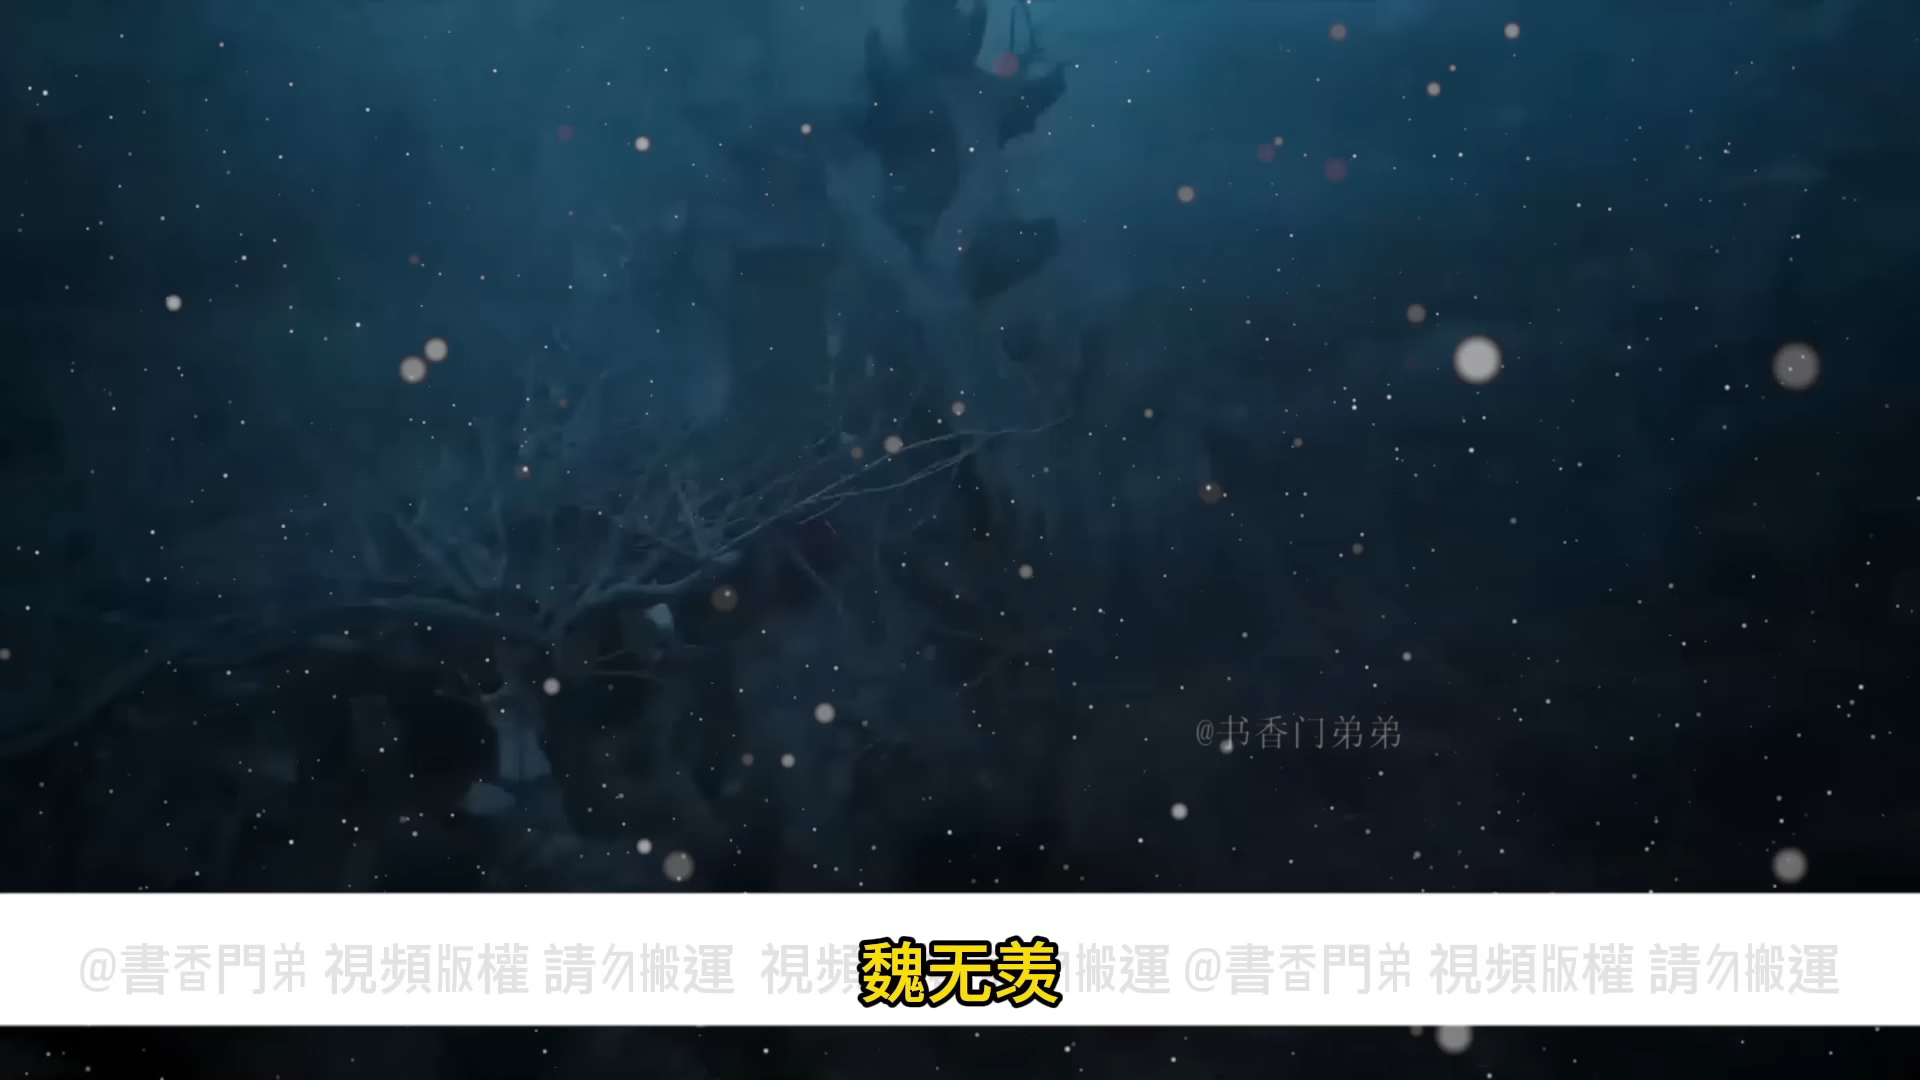 @书香门弟弟
@書香門弟 視頻版權 請勿搬運 視頻 勿搬運 @書香門弟 視頻版權 請勿搬運
魏无羡